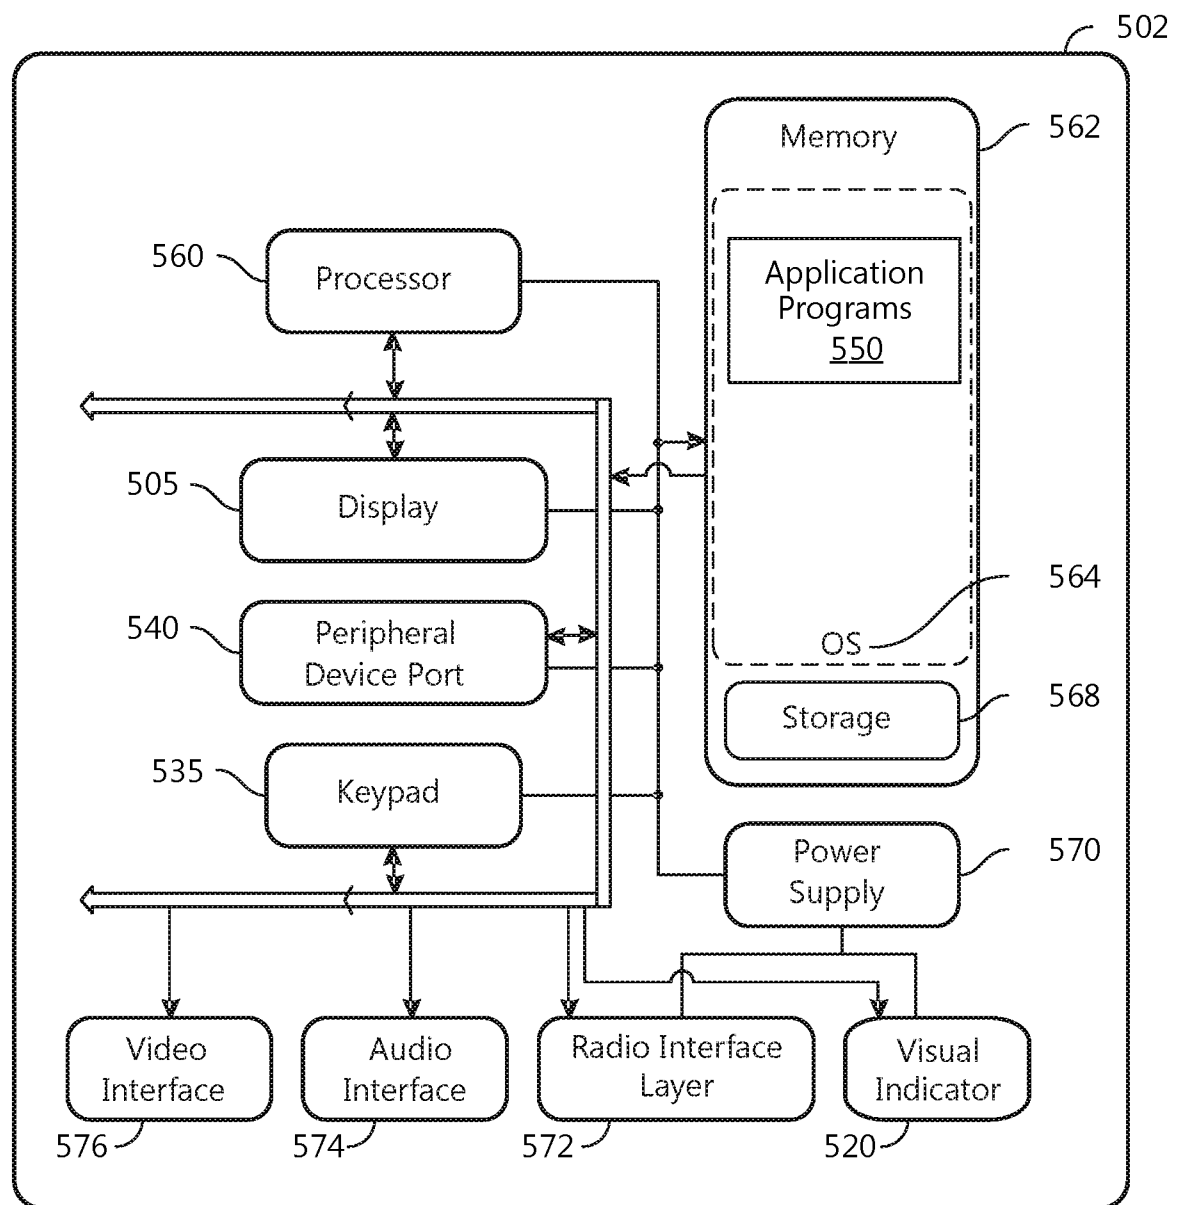 502
Memory
562
Application
Programs
550
560
Processor
505
Display
564
OS
540
Peripheral
Device Port
568
Storage
535
Keypad
570
Power
Supply
Video
Interface
Audio
Interface
Radio Interface
Layer
Visual
Indicator
576
574
572
520